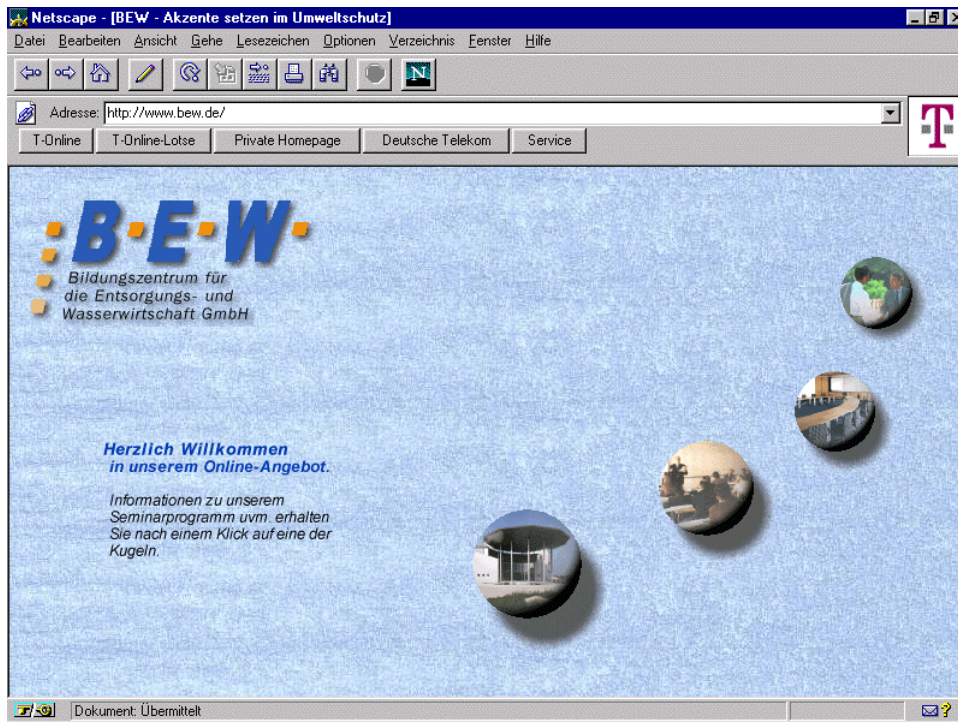 Netscape - [BEW - Akzente setzen im Umweltschutz]
Datei Bearbeiten Ansicht Gehe Lesezeichen Optionen Verzeichnis Fenster Hilfe
N
Adresse: http://www.bew.de/
T
T-Online T-Online-Lotse Private Homepage Deutsche Telekom Service
B·E·W·
Bildungszentrum für
die Entsorgungs- und
Wasserwirtschaft GmbH
Herzlich Willkommen
in unserem Online-Angebot.
Informationen zu unserem
Seminarprogramm uvm. erhalten
Sie nach einem Klick auf eine der
Kugeln.
Dokument: Übermittelt